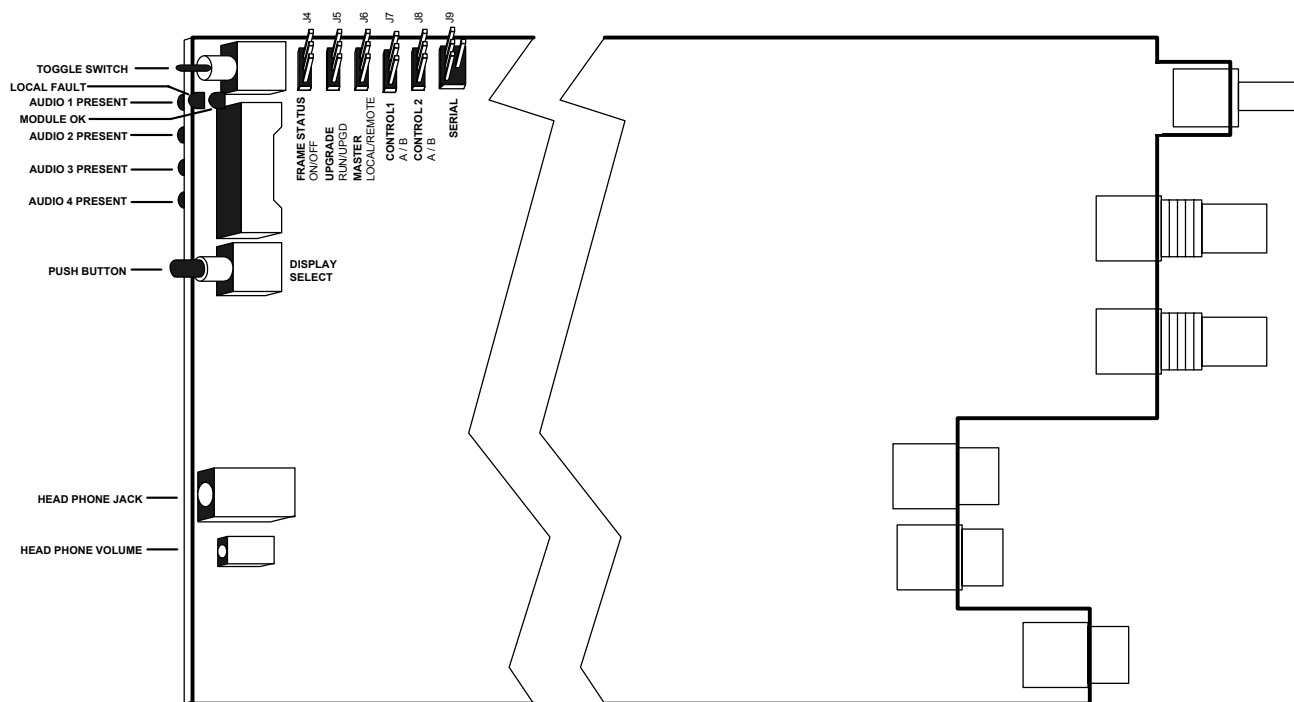 J4
J5
J6
J7
J8
J9
TOGGLE SWITCH
LOCAL FAULT
AUDIO 1 PRESENT
MODULE OK
AUDIO 2 PRESENT
AUDIO 3 PRESENT
AUDIO 4 PRESENT
FRAME STATUS
ON/OFF
UPGRADE
RUN/UPGD
MASTER
LOCAL/REMOTE
CONTROL1
A / B
CONTROL 2
A / B
SERIAL
PUSH BUTTON
DISPLAY
SELECT
HEAD PHONE JACK
HEAD PHONE VOLUME